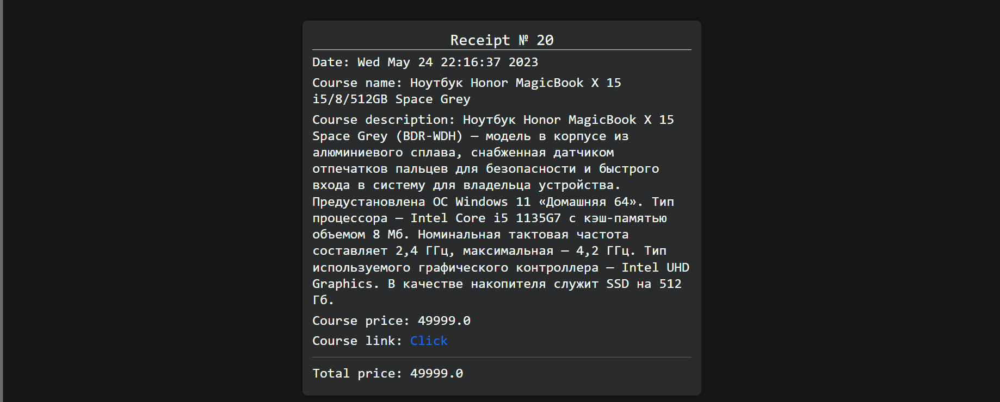 Receipt № 20
Date: Wed May 24 22:16:37 2023
Course name: Ноутбук Honor MagicBook X 15
i5/8/512GB Space Grey
Course description: Ноутбук Honor MagicBook X 15
Space Grey (BDR-WDH) — модель в корпусе из
алюминиевого сплава, снабженная датчиком
отпечатков пальцев для безопасности и быстрого
входа в систему для владельца устройства.
Предустановлена ОС Windows 11 «Домашняя 64». Тип
процессора — Intel Core i5 1135G7 с кэш-памятью
объемом 8 Мб. Номинальная тактовая частота
составляет 2,4 ГГц, максимальная — 4,2 ГГц. Тип
используемого графического контроллера — Intel UHD
Graphics. В качестве накопителя служит SSD на 512
Гб.
Course price: 49999.0
Course link: Click
Total price: 49999.0